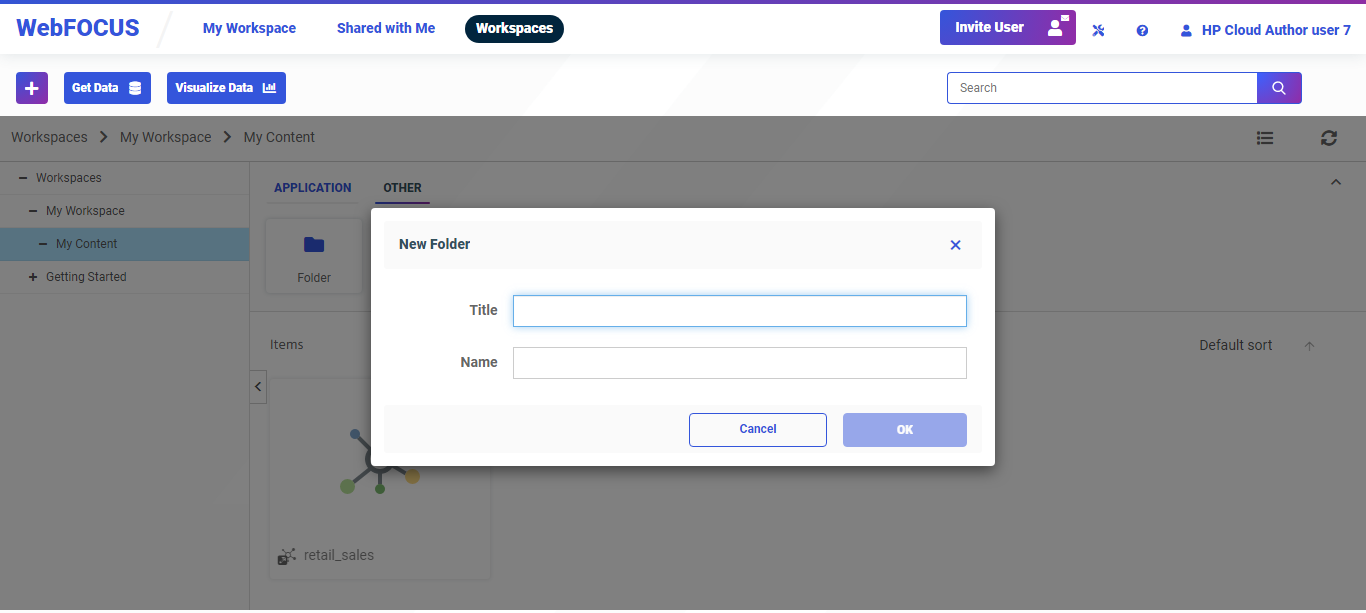 WebFOCUS My Workspace Shared with Me Workspaces Invite User HP Cloud Author user 7
+ Get Data Visualize Data Search
Workspaces > My Workspace > My Content
Workspaces
My Workspace
My Content
Getting Started
APPLICATION OTHER
Folder
New Folder
Title
Name
Cancel OK
Items Default sort
retail_sales